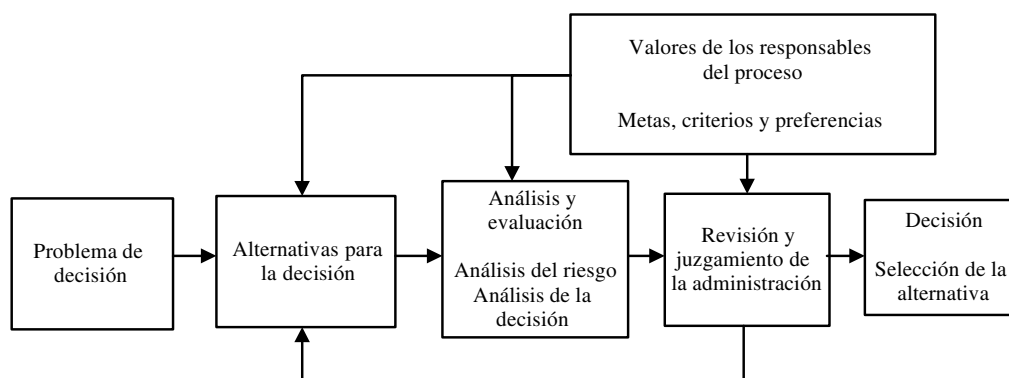 Valores de los responsables
del proceso
Metas, criterios y preferencias
Problema de
decisión
Alternativas para
la decisión
Análisis y
evaluación
Análisis del riesgo
Análisis de la
decisión
Revisión y
juzgamiento de
la administración
Decisión
Selección de la
alternativa